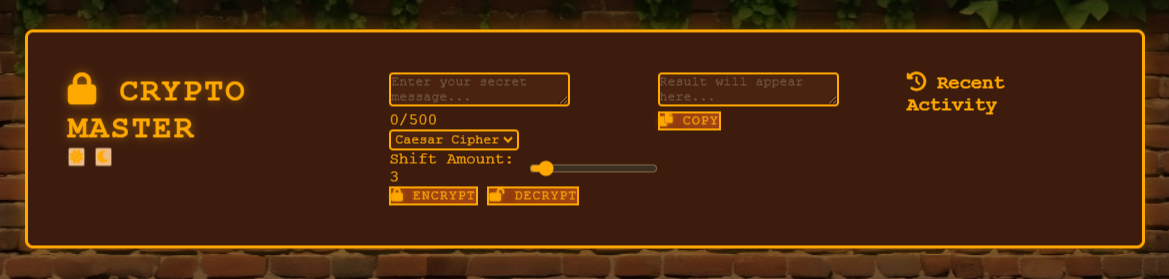 CRYPTO
MASTER
Enter your secret
message...
0/500
Caesar Cipher
Shift Amount:
3
ENCRYPT DECRYPT
Result will appear
here...
COPY
Recent
Activity